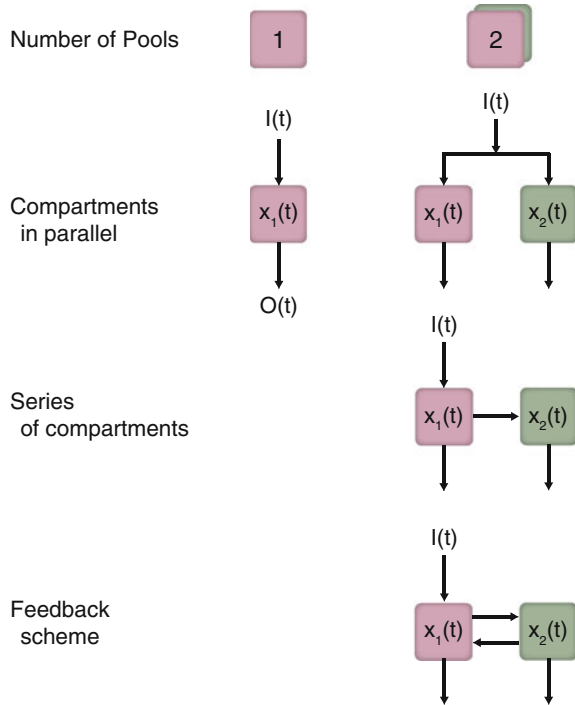 Number of Pools
1
2
I(t)
I(t)
Compartments
in parallel
x₁(t)
x₁(t)
x₂(t)
O(t)
I(t)
Series
of compartments
x₁(t)
x₂(t)
I(t)
Feedback
scheme
x₁(t)
x₂(t)